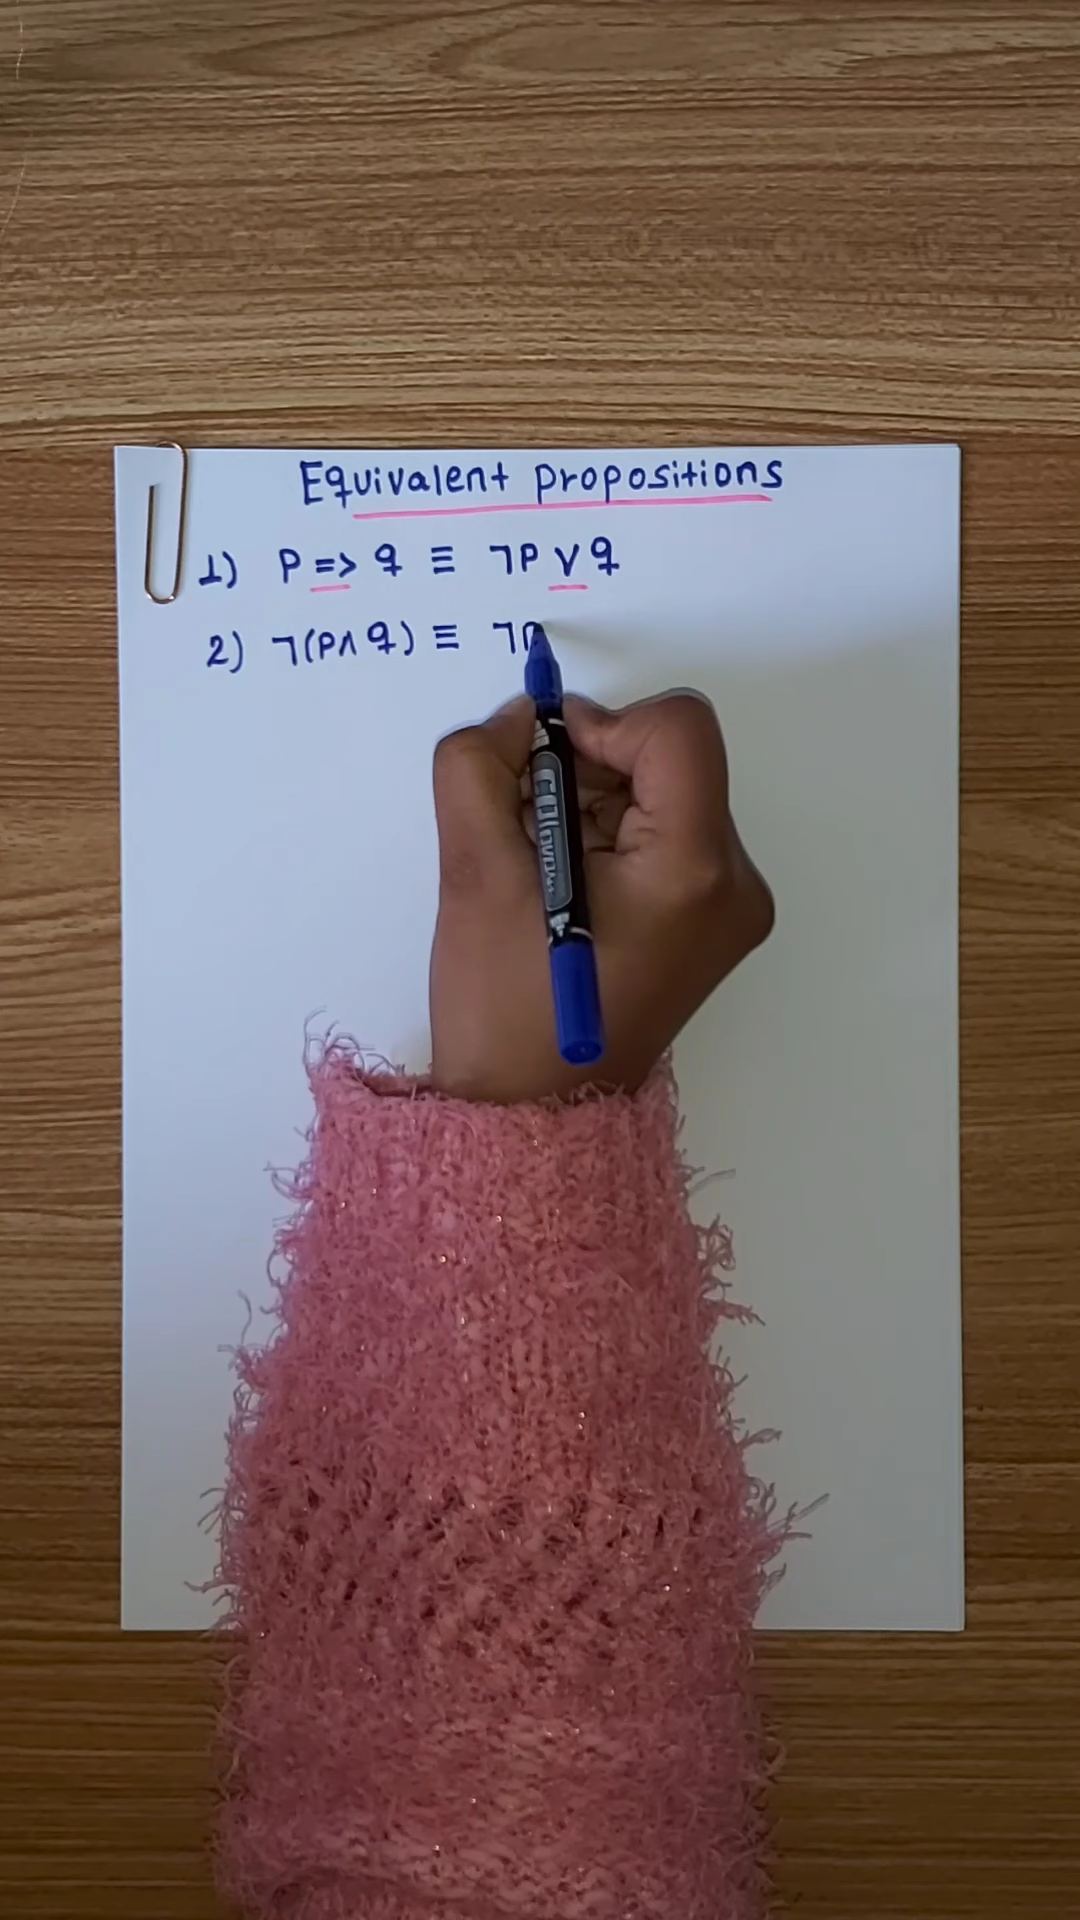 Equivalent propositions
1) P => q ≡ ¬P ∨ q
2) ¬(P∧ q) ≡ ¬P